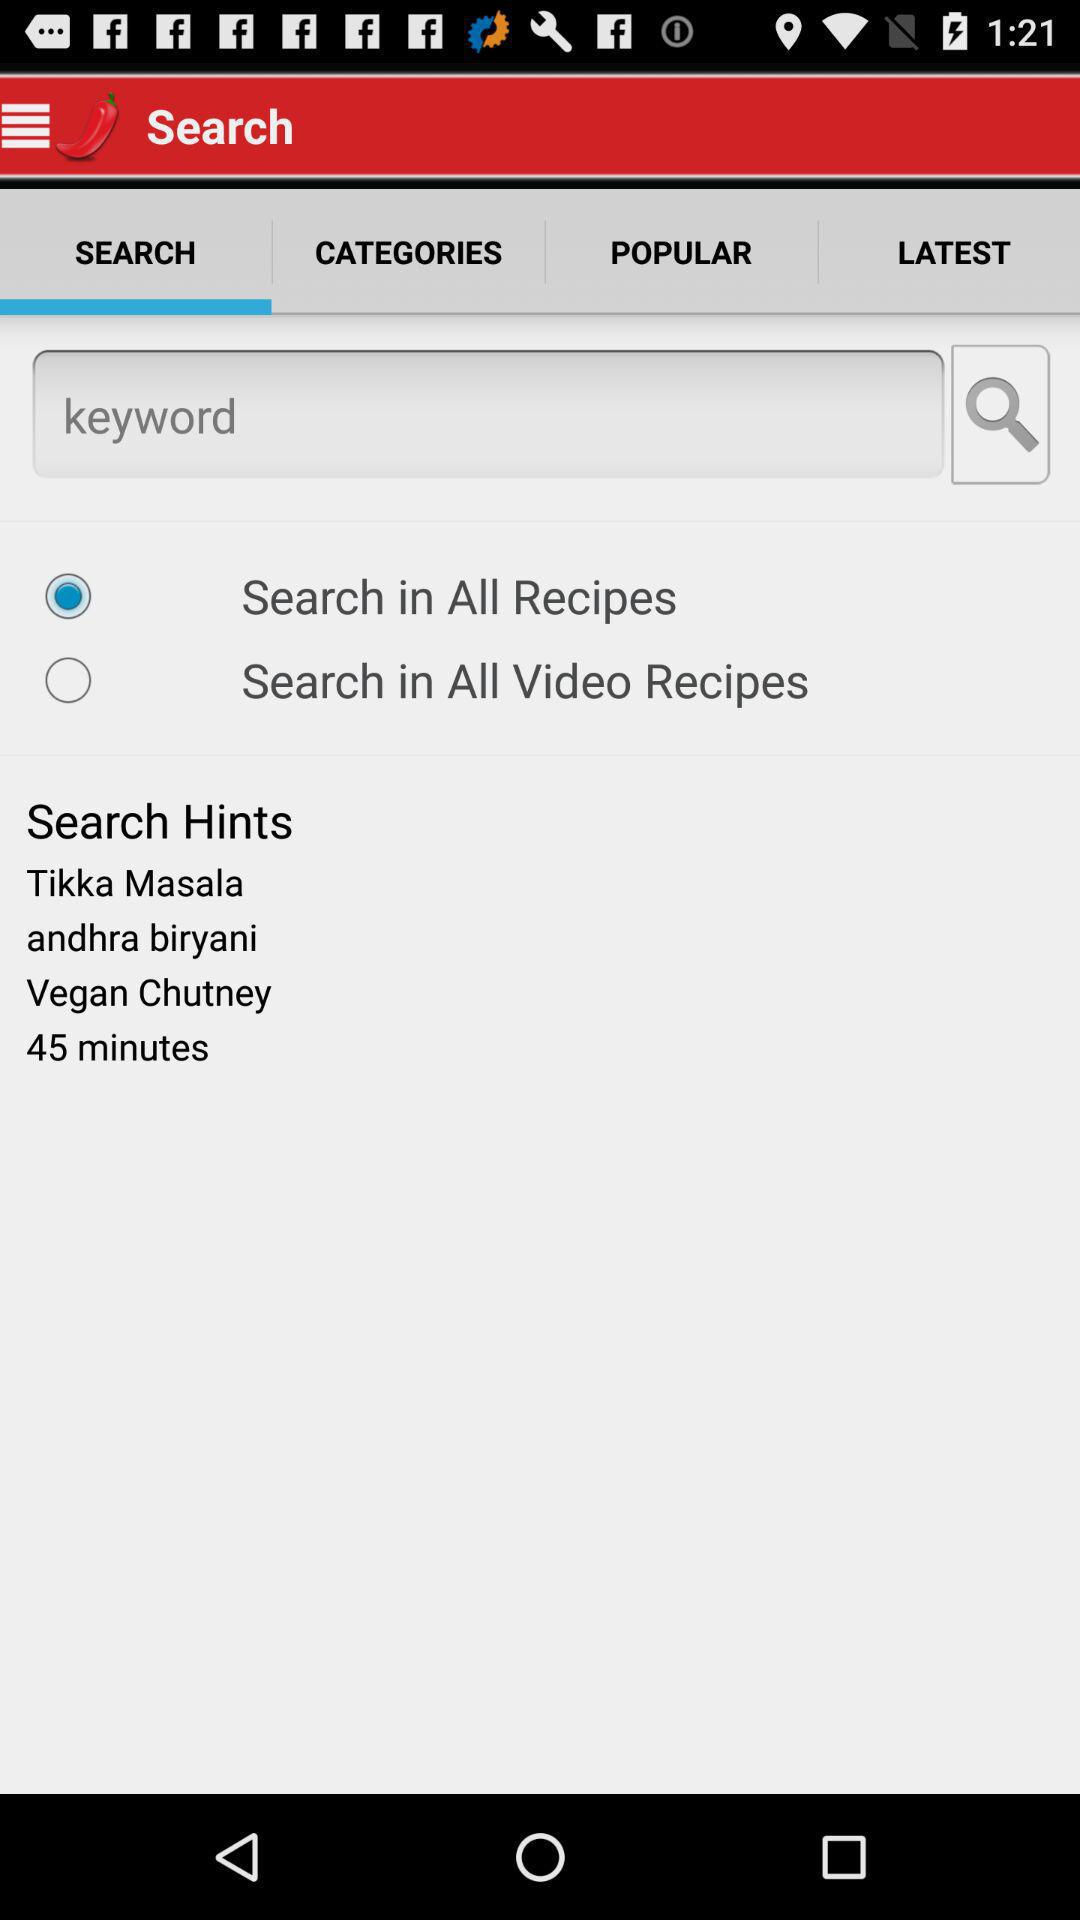 1:21
Search
SEARCH
CATEGORIES
POPULAR
LATEST
keyword
Search in All Recipes
Search in All Video Recipes
Search Hints
Tikka Masala
andhra biryani
Vegan Chutney
45 minutes